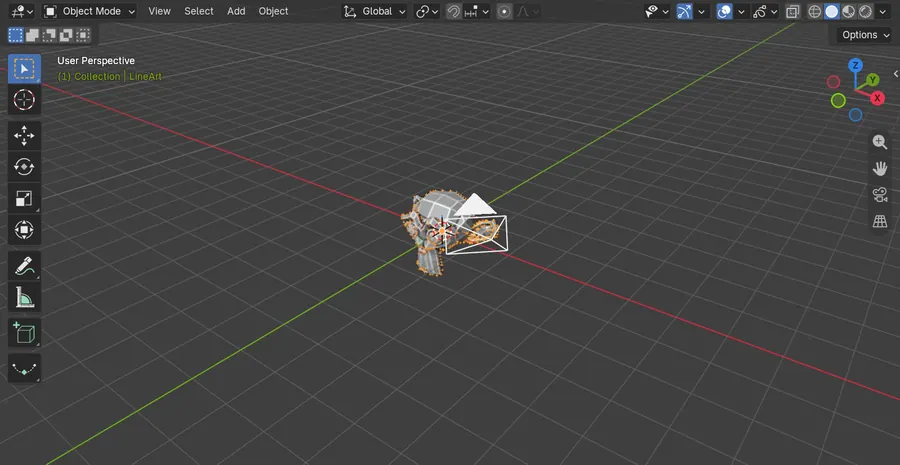 Object Mode View Select Add Object Global
Options
User Perspective
(1) Collection | LineArt
Z
Y
X